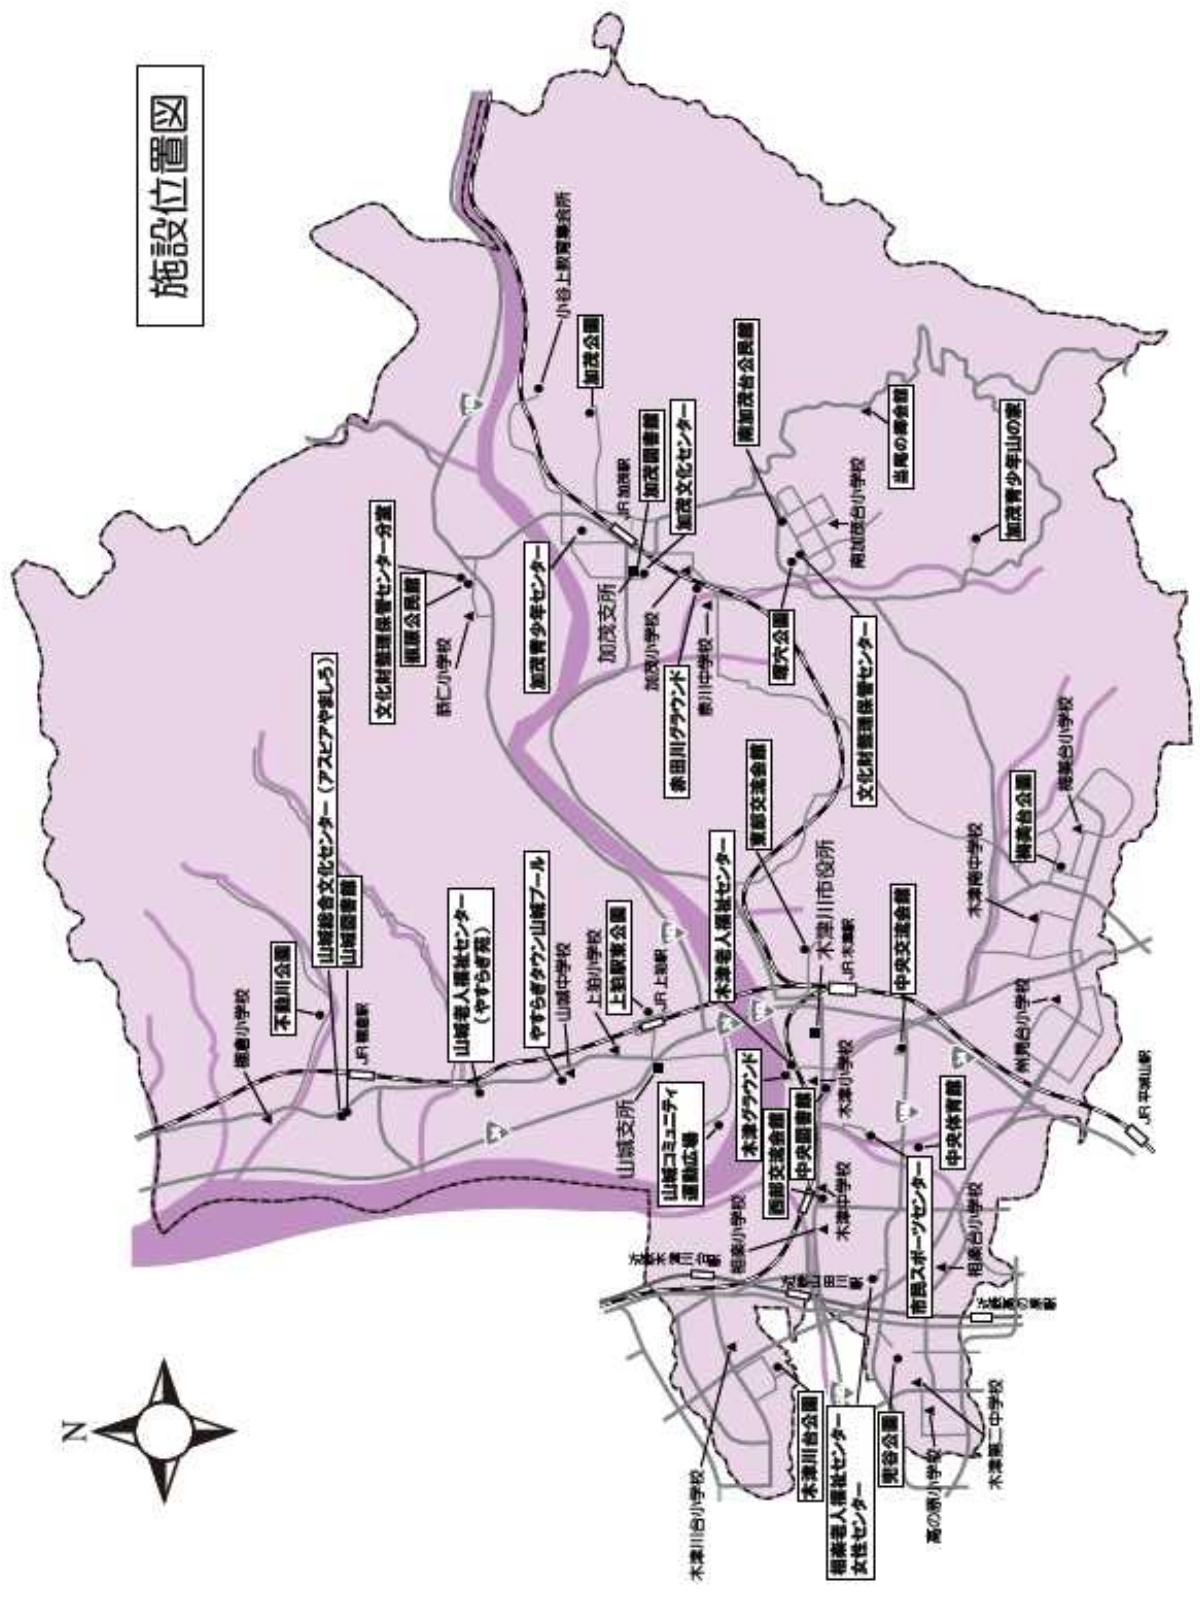 施設位置図
N
小谷上教育集会所
加茂公園
南加茂台公民館
当尾の郷会館
加茂青少年山の家
JR加茂駅
加茂図書館
加茂文化センター
南加茂台小学校
文化財整理保管センター分室
瓶原公民館
恭仁小学校
加茂青少年センター
加茂支所
加茂小学校
赤田川グラウンド
泉川中学校
塚穴公園
文化財整理保管センター
山城総合文化センター（アスピアやましろ）
山城図書館
不動川公園
棚倉小学校
JR棚倉駅
山城老人福祉センター
（やすらぎ苑）
やすらぎタウン山城プール
山城中学校
上狛小学校
上狛駅東公園
JR上狛駅
木津老人福祉センター
東部交流会館
木津川市役所
JR木津駅
中央交流会館
木津南中学校
梅美台公園
梅美台小学校
州見台小学校
山城支所
山城コミュニティ
運動広場
木津グラウンド
西部交流会館
中央図書館
木津小学校
中央体育館
JR平城山駅
近鉄木津川台駅
相楽小学校
木津中学校
近鉄山田川駅
市民スポーツセンター
相楽台小学校
近鉄高の原駅
木津川台小学校
木津川台公園
相楽老人福祉センター
女性センター
兜谷公園
高の原小学校
木津第二中学校